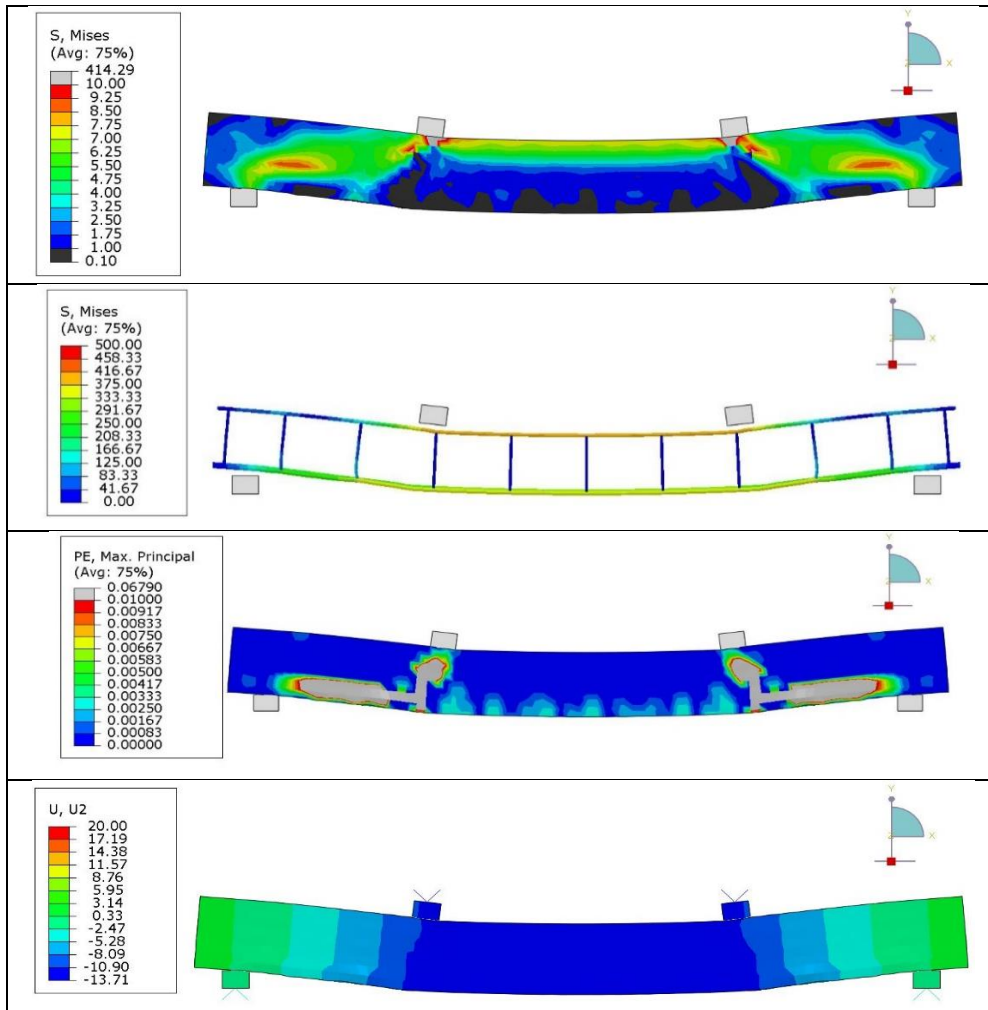 S, Mises
(Avg: 75%)
414.29
10.00
9.25
8.50
7.75
7.00
6.25
5.50
4.75
4.00
3.25
2.50
1.75
1.00
0.10
Y
Z
X
S, Mises
(Avg: 75%)
500.00
458.33
416.67
375.00
333.33
291.67
250.00
208.33
166.67
125.00
83.33
41.67
0.00
Y
Z
X
PE, Max. Principal
(Avg: 75%)
0.06790
0.01000
0.00917
0.00833
0.00750
0.00667
0.00583
0.00500
0.00417
0.00333
0.00250
0.00167
0.00083
0.00000
Y
Z
X
U, U2
20.00
17.19
14.38
11.57
8.76
5.95
3.14
0.33
-2.47
-5.28
-8.09
-10.90
-13.71
Y
Z
X